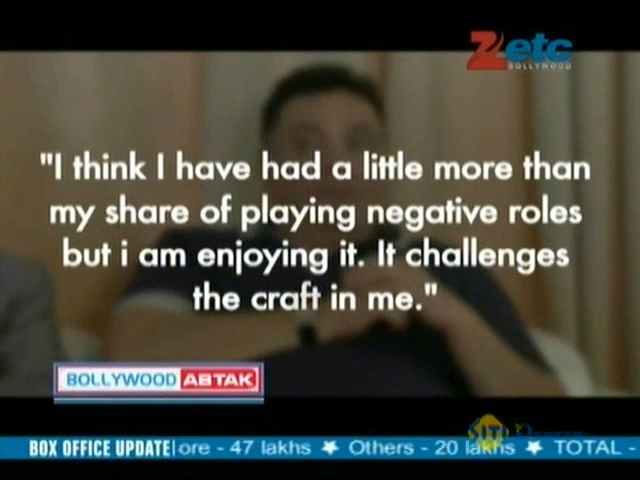 Zetc
BOLLYWOOD
"I think I have had a little more than
my share of playing negative roles
but i am enjoying it. It challenges
the craft in me."
BOLLYWOOD ABTAK
SITI
BOX OFFICE UPDATE ore - 47 lakhs ★ Others - 20 lakhs ★ TOTAL -